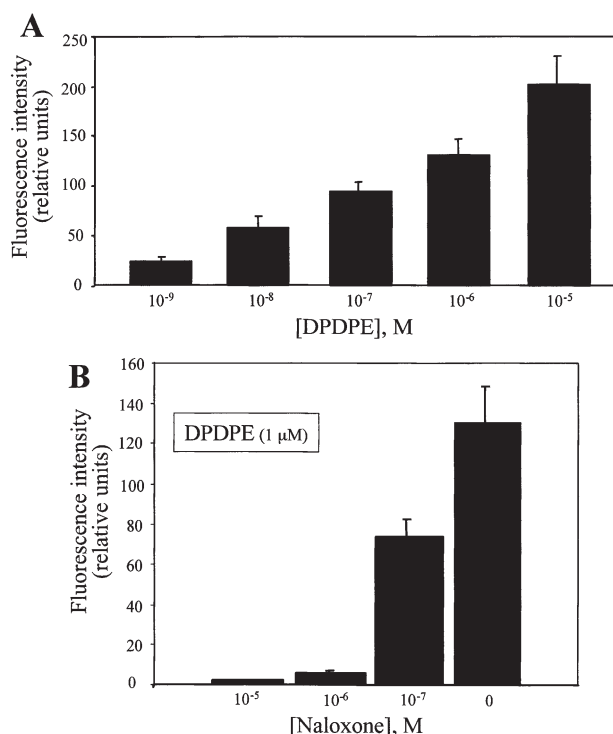 A
Fluorescence intensity
(relative units)
250
200
150
100
50
0
10⁻⁹ 10⁻⁸ 10⁻⁷ 10⁻⁶ 10⁻⁵
[DPDPE], M
B
Fluorescence intensity
(relative units)
160
140
120
100
80
60
40
20
0
DPDPE (1 μM)
10⁻⁵ 10⁻⁶ 10⁻⁷ 0
[Naloxone], M